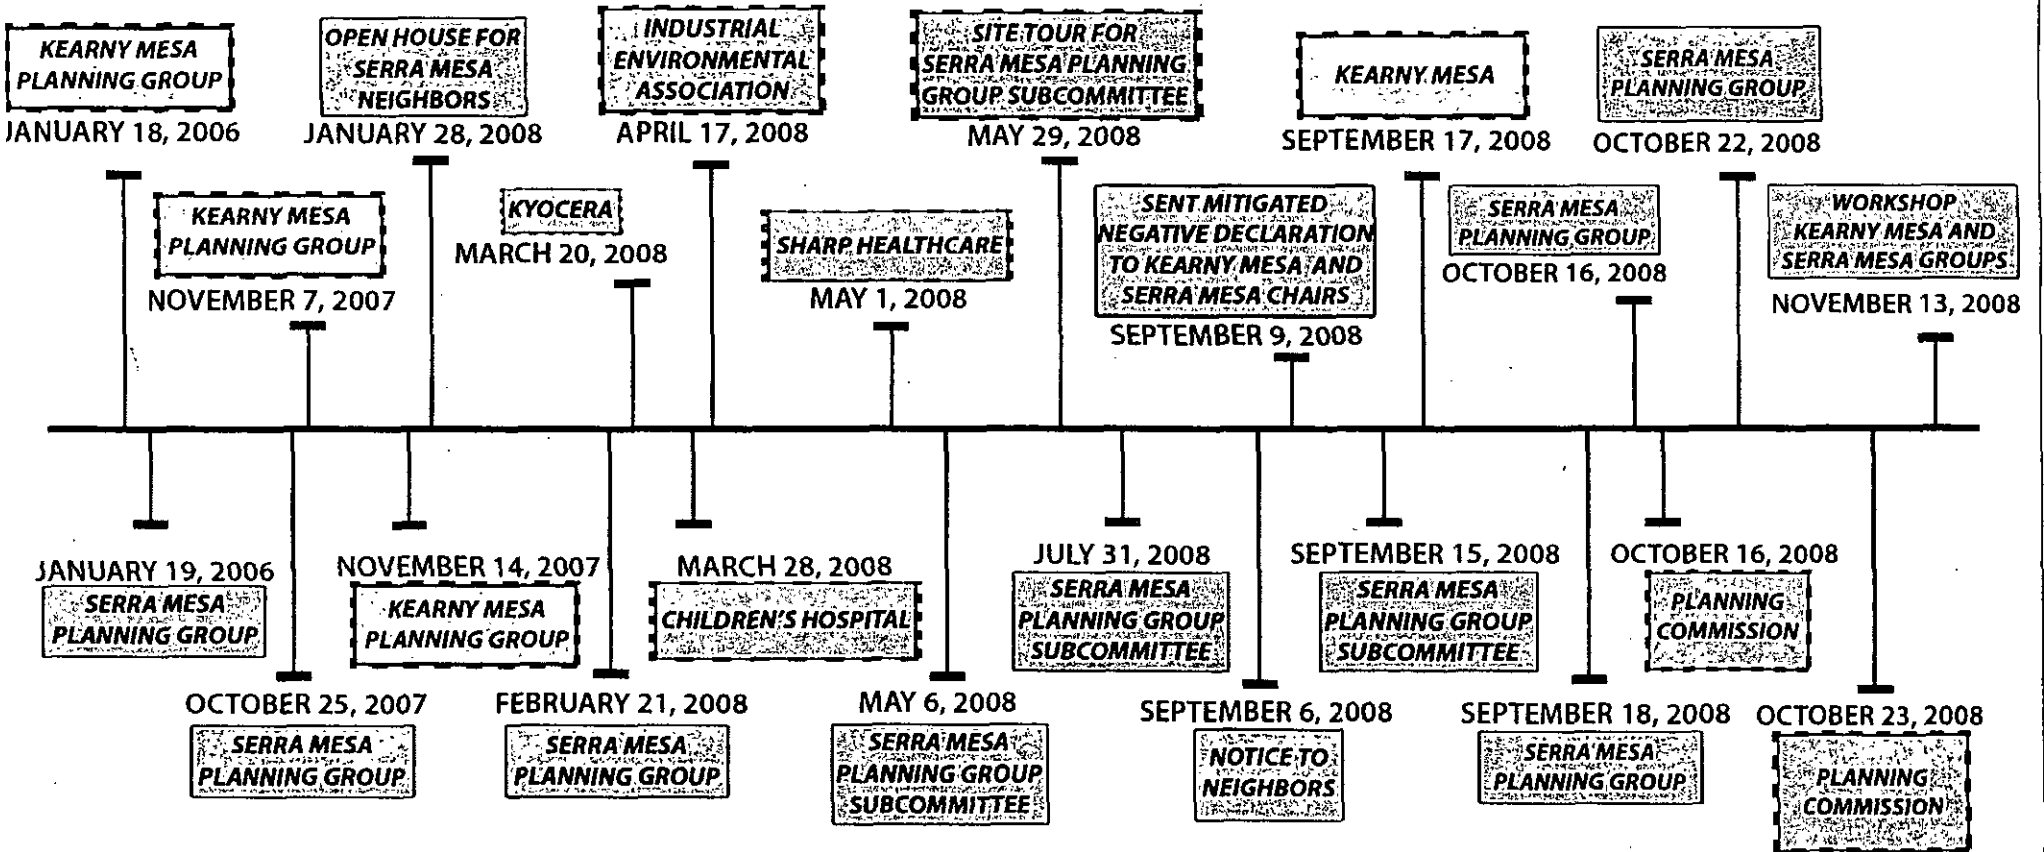 KEARNY MESA
PLANNING GROUP
JANUARY 18, 2006
OPEN HOUSE FOR
SERRA MESA
NEIGHBORS
JANUARY 28, 2008
INDUSTRIAL
ENVIRONMENTAL
ASSOCIATION
APRIL 17, 2008
SITE TOUR FOR
SERRA MESA PLANNING
GROUP SUBCOMMITTEE
MAY 29, 2008
KEARNY MESA
SEPTEMBER 17, 2008
SERRA MESA
PLANNING GROUP
OCTOBER 22, 2008
KEARNY MESA
PLANNING GROUP
NOVEMBER 7, 2007
KYOCERA
MARCH 20, 2008
SHARP HEALTHCARE
MAY 1, 2008
SENT MITIGATED
NEGATIVE DECLARATION
TO KEARNY MESA AND
SERRA MESA CHAIRS
SEPTEMBER 9, 2008
SERRA MESA
PLANNING GROUP
OCTOBER 16, 2008
WORKSHOP
KEARNY MESA AND
SERRA MESA GROUPS
NOVEMBER 13, 2008
JANUARY 19, 2006
SERRA MESA
PLANNING GROUP
NOVEMBER 14, 2007
KEARNY MESA
PLANNING GROUP
MARCH 28, 2008
CHILDREN'S HOSPITAL
JULY 31, 2008
SERRA MESA
PLANNING GROUP
SUBCOMMITTEE
SEPTEMBER 15, 2008
SERRA MESA
PLANNING GROUP
SUBCOMMITTEE
OCTOBER 16, 2008
PLANNING
COMMISSION
OCTOBER 25, 2007
SERRA MESA
PLANNING GROUP
FEBRUARY 21, 2008
SERRA MESA
PLANNING GROUP
MAY 6, 2008
SERRA MESA
PLANNING GROUP
SUBCOMMITTEE
SEPTEMBER 6, 2008
NOTICE TO
NEIGHBORS
SEPTEMBER 18, 2008
SERRA MESA
PLANNING GROUP
OCTOBER 23, 2008
PLANNING
COMMISSION